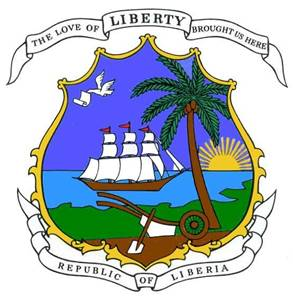 THE LOVE OF LIBERTY BROUGHT US HERE
REPUBLIC OF LIBERIA